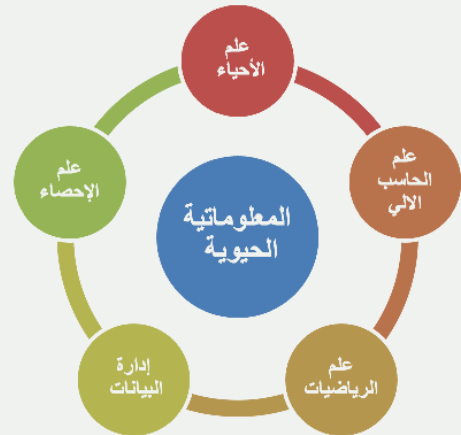 علم
الأحياء
علم
الحاسب
الالي
علم
الرياضيات
إدارة
البيانات
علم
الإحصاء
المعلوماتية
الحيوية